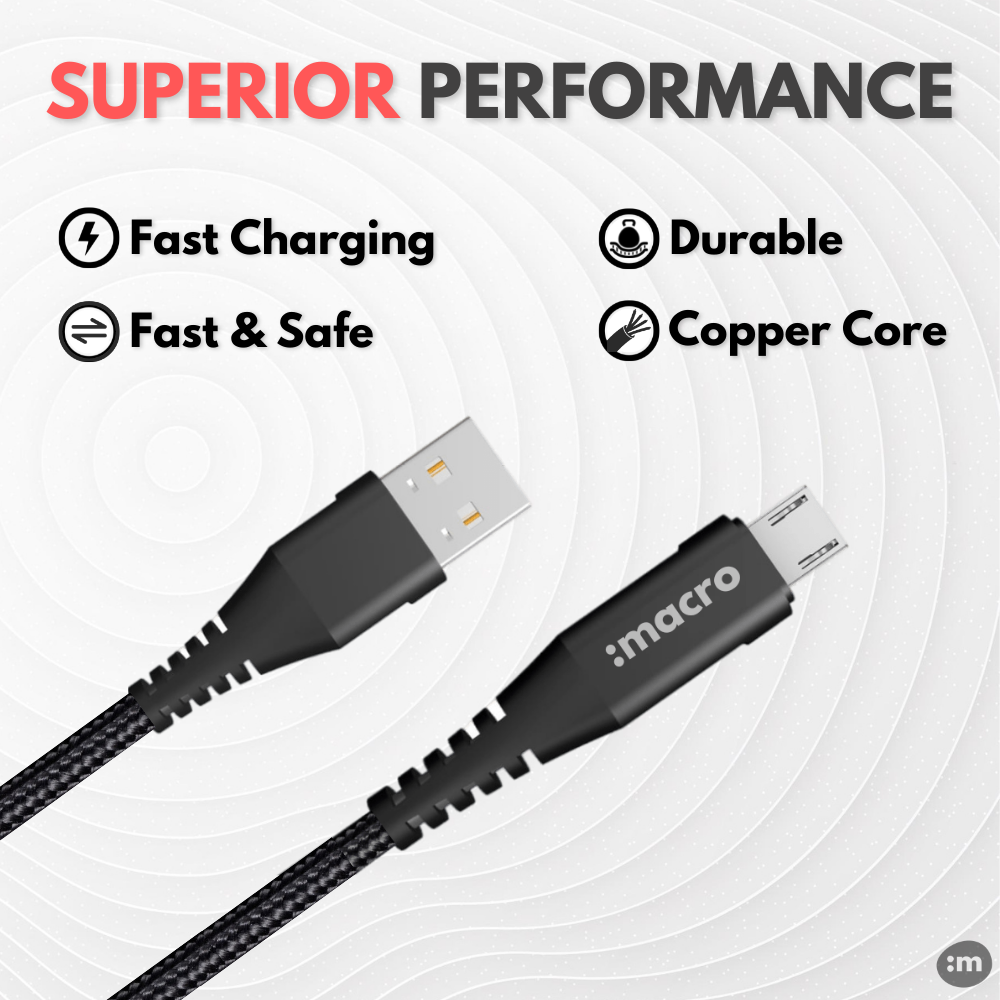 SUPERIOR PERFORMANCE
Fast Charging
Durable
Fast & Safe
Copper Core
:macro
:m